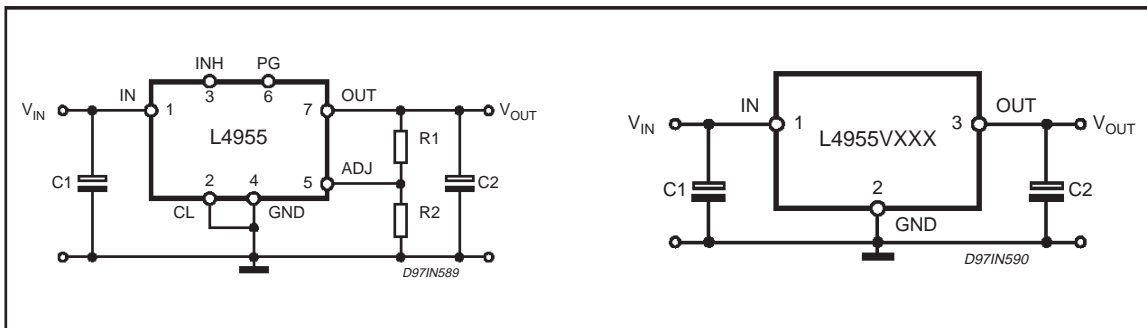 INH PG
3 6
V_IN IN 1 7 OUT V_OUT
L4955
R1
ADJ
C1 2 4 5 C2
CL GND R2
D97IN589
V_IN IN 1 3 OUT V_OUT
L4955VXXX
C1 2 C2
GND
D97IN590